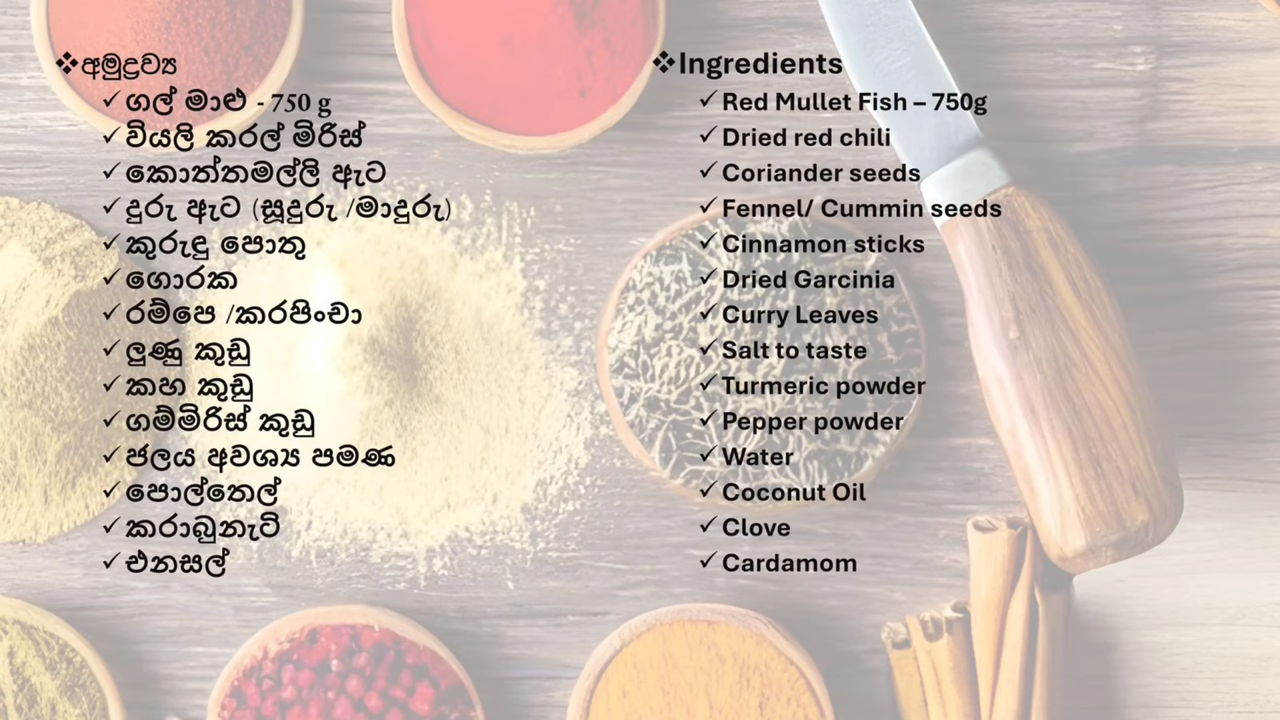 ❖අමුද්‍රව්‍ය
✓ගල් මාළු - 750 g
✓වියලි කරල් මිරිස්
✓කොත්තමල්ලි ඇට
✓දුරු ඇට (සූදුරු /මාදුරු)
✓කුරුදු පොතු
✓ගොරක
✓රම්පෙ /කරපිංචා
✓ලුණු කුඩු
✓කහ කුඩු
✓ගම්මිරිස් කුඩු
✓ජලය අවශ්‍ය පමණ
✓පොල්තෙල්
✓කරාබුනැටි
✓එනසල්
❖Ingredients
✓Red Mullet Fish – 750g
✓Dried red chili
✓Coriander seeds
✓Fennel/ Cummin seeds
✓Cinnamon sticks
✓Dried Garcinia
✓Curry Leaves
✓Salt to taste
✓Turmeric powder
✓Pepper powder
✓Water
✓Coconut Oil
✓Clove
✓Cardamom